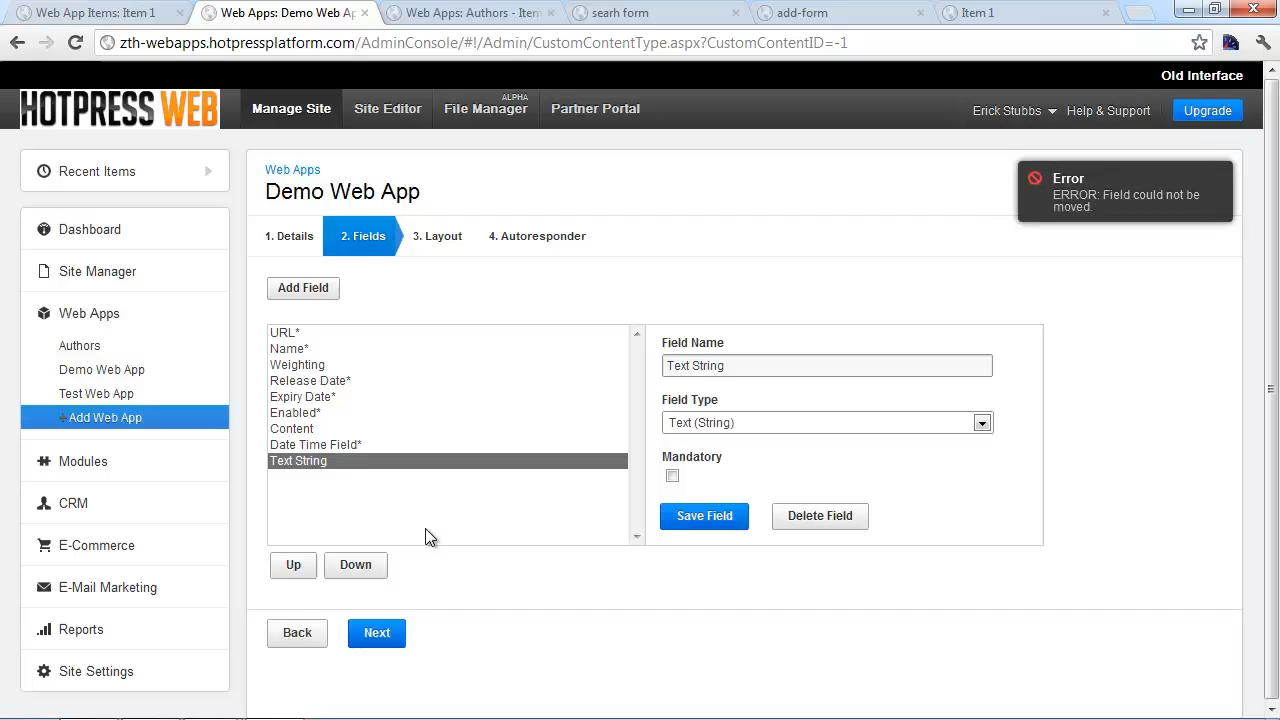 Web App Items: Item 1
Web Apps: Demo Web Ap
Web Apps: Authors - Item
searh form
add-form
Item 1
zth-webapps.hotpressplatform.com/AdminConsole/#!/Admin/CustomContentType.aspx?CustomContentID=-1
Old Interface
HOTPRESS WEB
Manage Site
Site Editor
File Manager
ALPHA
Partner Portal
Erick Stubbs
Help & Support
Upgrade
Recent Items
Dashboard
Site Manager
Web Apps
Authors
Demo Web App
Test Web App
+Add Web App
Modules
CRM
E-Commerce
E-Mail Marketing
Reports
Site Settings
Web Apps
Demo Web App
Error
ERROR: Field could not be
moved.
1. Details
2. Fields
3. Layout
4. Autoresponder
Add Field
URL*
Name*
Weighting
Release Date*
Expiry Date*
Enabled*
Content
Date Time Field*
Text String
Field Name
Text String
Field Type
Text (String)
Mandatory
Save Field
Delete Field
Up
Down
Back
Next